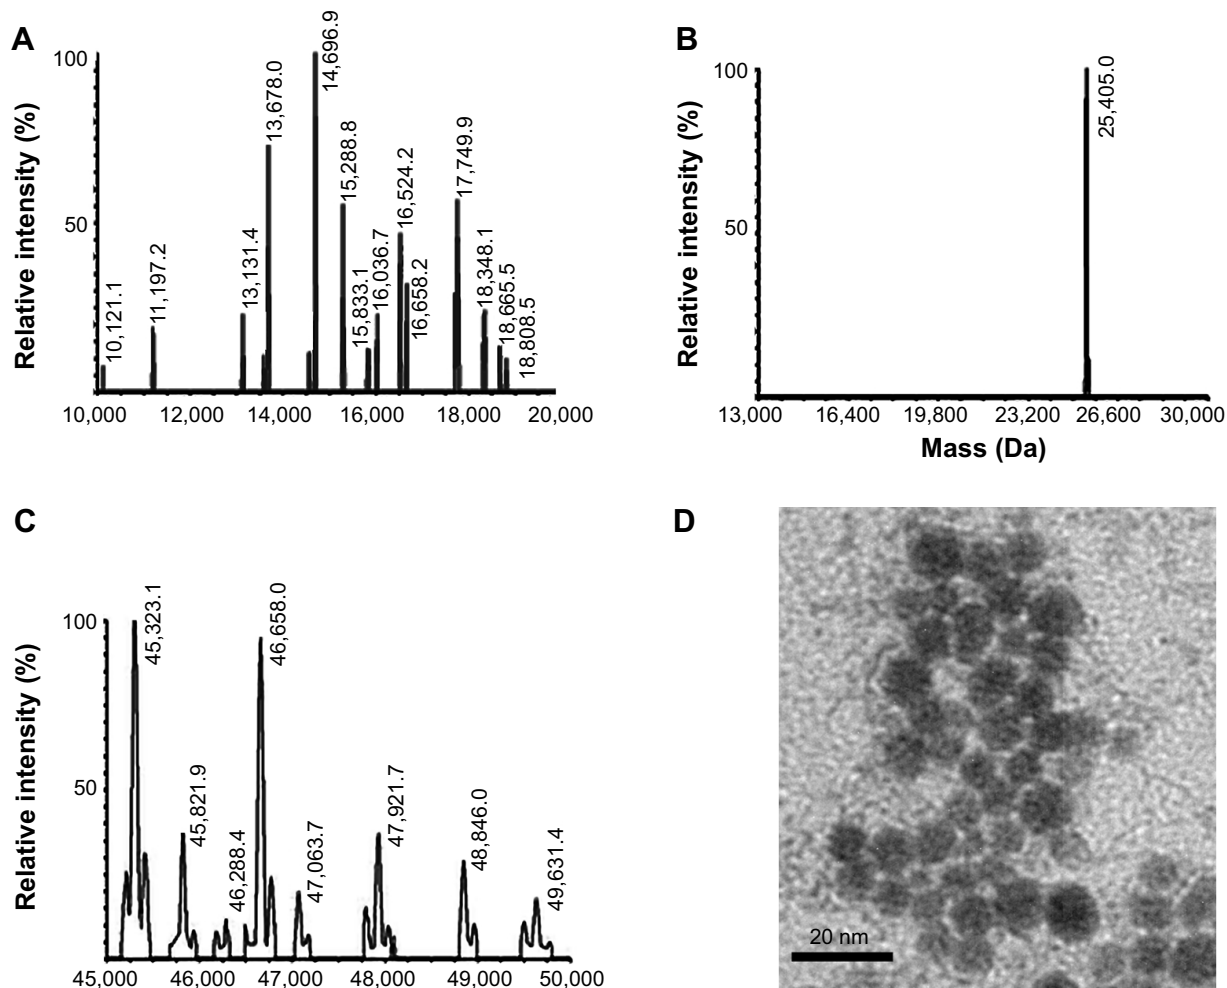 A
Relative intensity (%)
100
50
10,121.1
11,197.2
13,131.4
13,678.0
14,696.9
15,288.8
15,833.1
16,036.7
16,524.2
16,658.2
17,749.9
18,348.1
18,665.5
18,808.5
10,000 12,000 14,000 16,000 18,000 20,000
B
Relative intensity (%)
100
50
25,405.0
13,000 16,400 19,800 23,200 26,600 30,000
Mass (Da)
C
Relative intensity (%)
100
50
45,323.1
45,821.9
46,288.4
46,658.0
47,063.7
47,921.7
48,846.0
49,631.4
45,000 46,000 47,000 48,000 49,000 50,000
D
20 nm